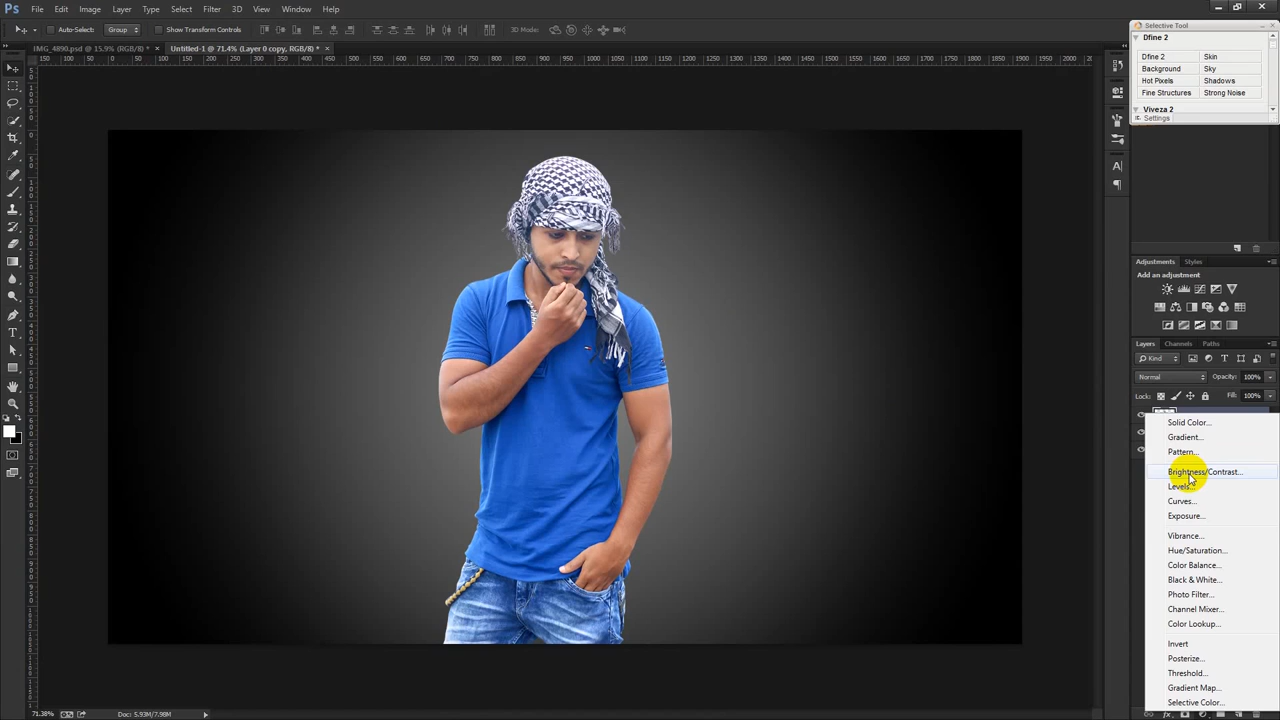 Ps File Edit Image Layer Type Select Filter 3D View Window Help
Auto-Select: Group Show Transform Controls 3D Mode:
IMG_4890.psd @ 15.9% (RGB/8) * × Untitled-1 @ 71.4% (Layer 0 copy, RGB/8) * ×
Selective Tool
Dfine 2
Dfine 2 Skin
Background Sky
Hot Pixels Shadows
Fine Structures Strong Noise
Viveza 2
Settings
Adjustments Styles
Add an adjustment
Layers Channels Paths
Kind
Normal Opacity: 100%
Lock: Fill: 100%
Solid Color...
Gradient...
Pattern...
Brightness/Contrast...
Levels...
Curves...
Exposure...
Vibrance...
Hue/Saturation...
Color Balance...
Black & White...
Photo Filter...
Channel Mixer...
Color Lookup...
Invert
Posterize...
Threshold...
Gradient Map...
Selective Color...
71.38% Doc: 5.93M/7.98M